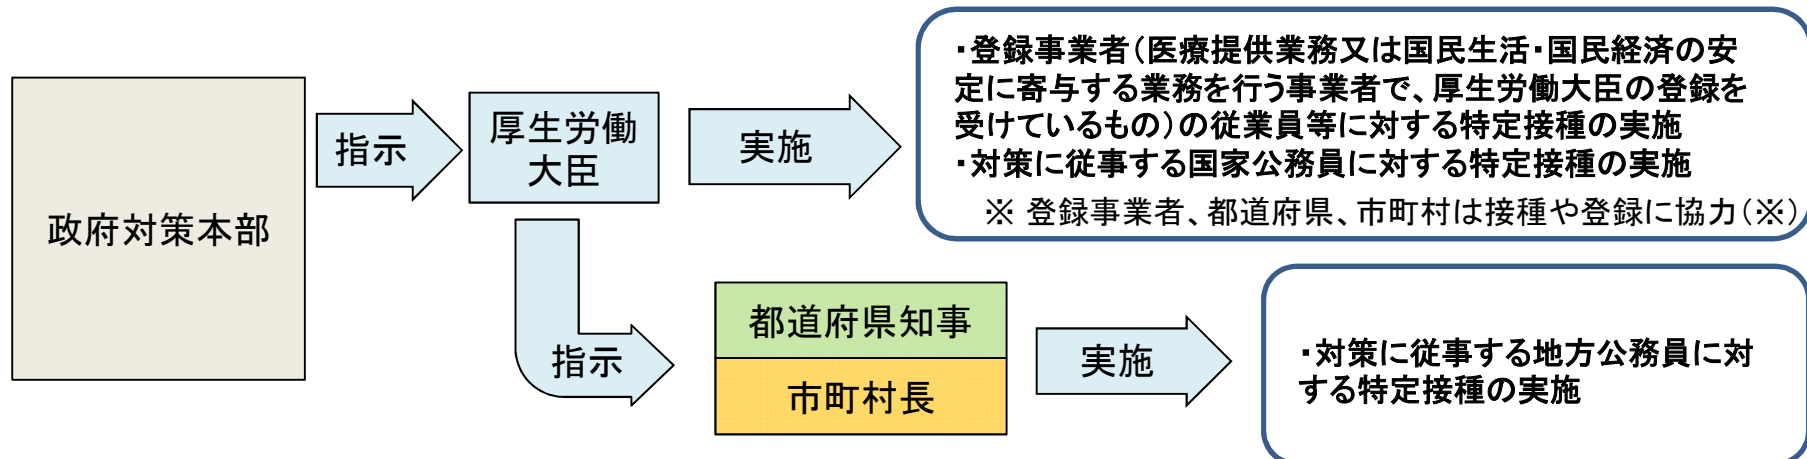 政府対策本部
指示
厚生労働
大臣
実施
・登録事業者(医療提供業務又は国民生活・国民経済の安
定に寄与する業務を行う事業者で、厚生労働大臣の登録を
受けているもの)の従業員等に対する特定接種の実施
・対策に従事する国家公務員に対する特定接種の実施
※ 登録事業者、都道府県、市町村は接種や登録に協力(※)
指示
都道府県知事
市町村長
実施
・対策に従事する地方公務員に対
する特定接種の実施